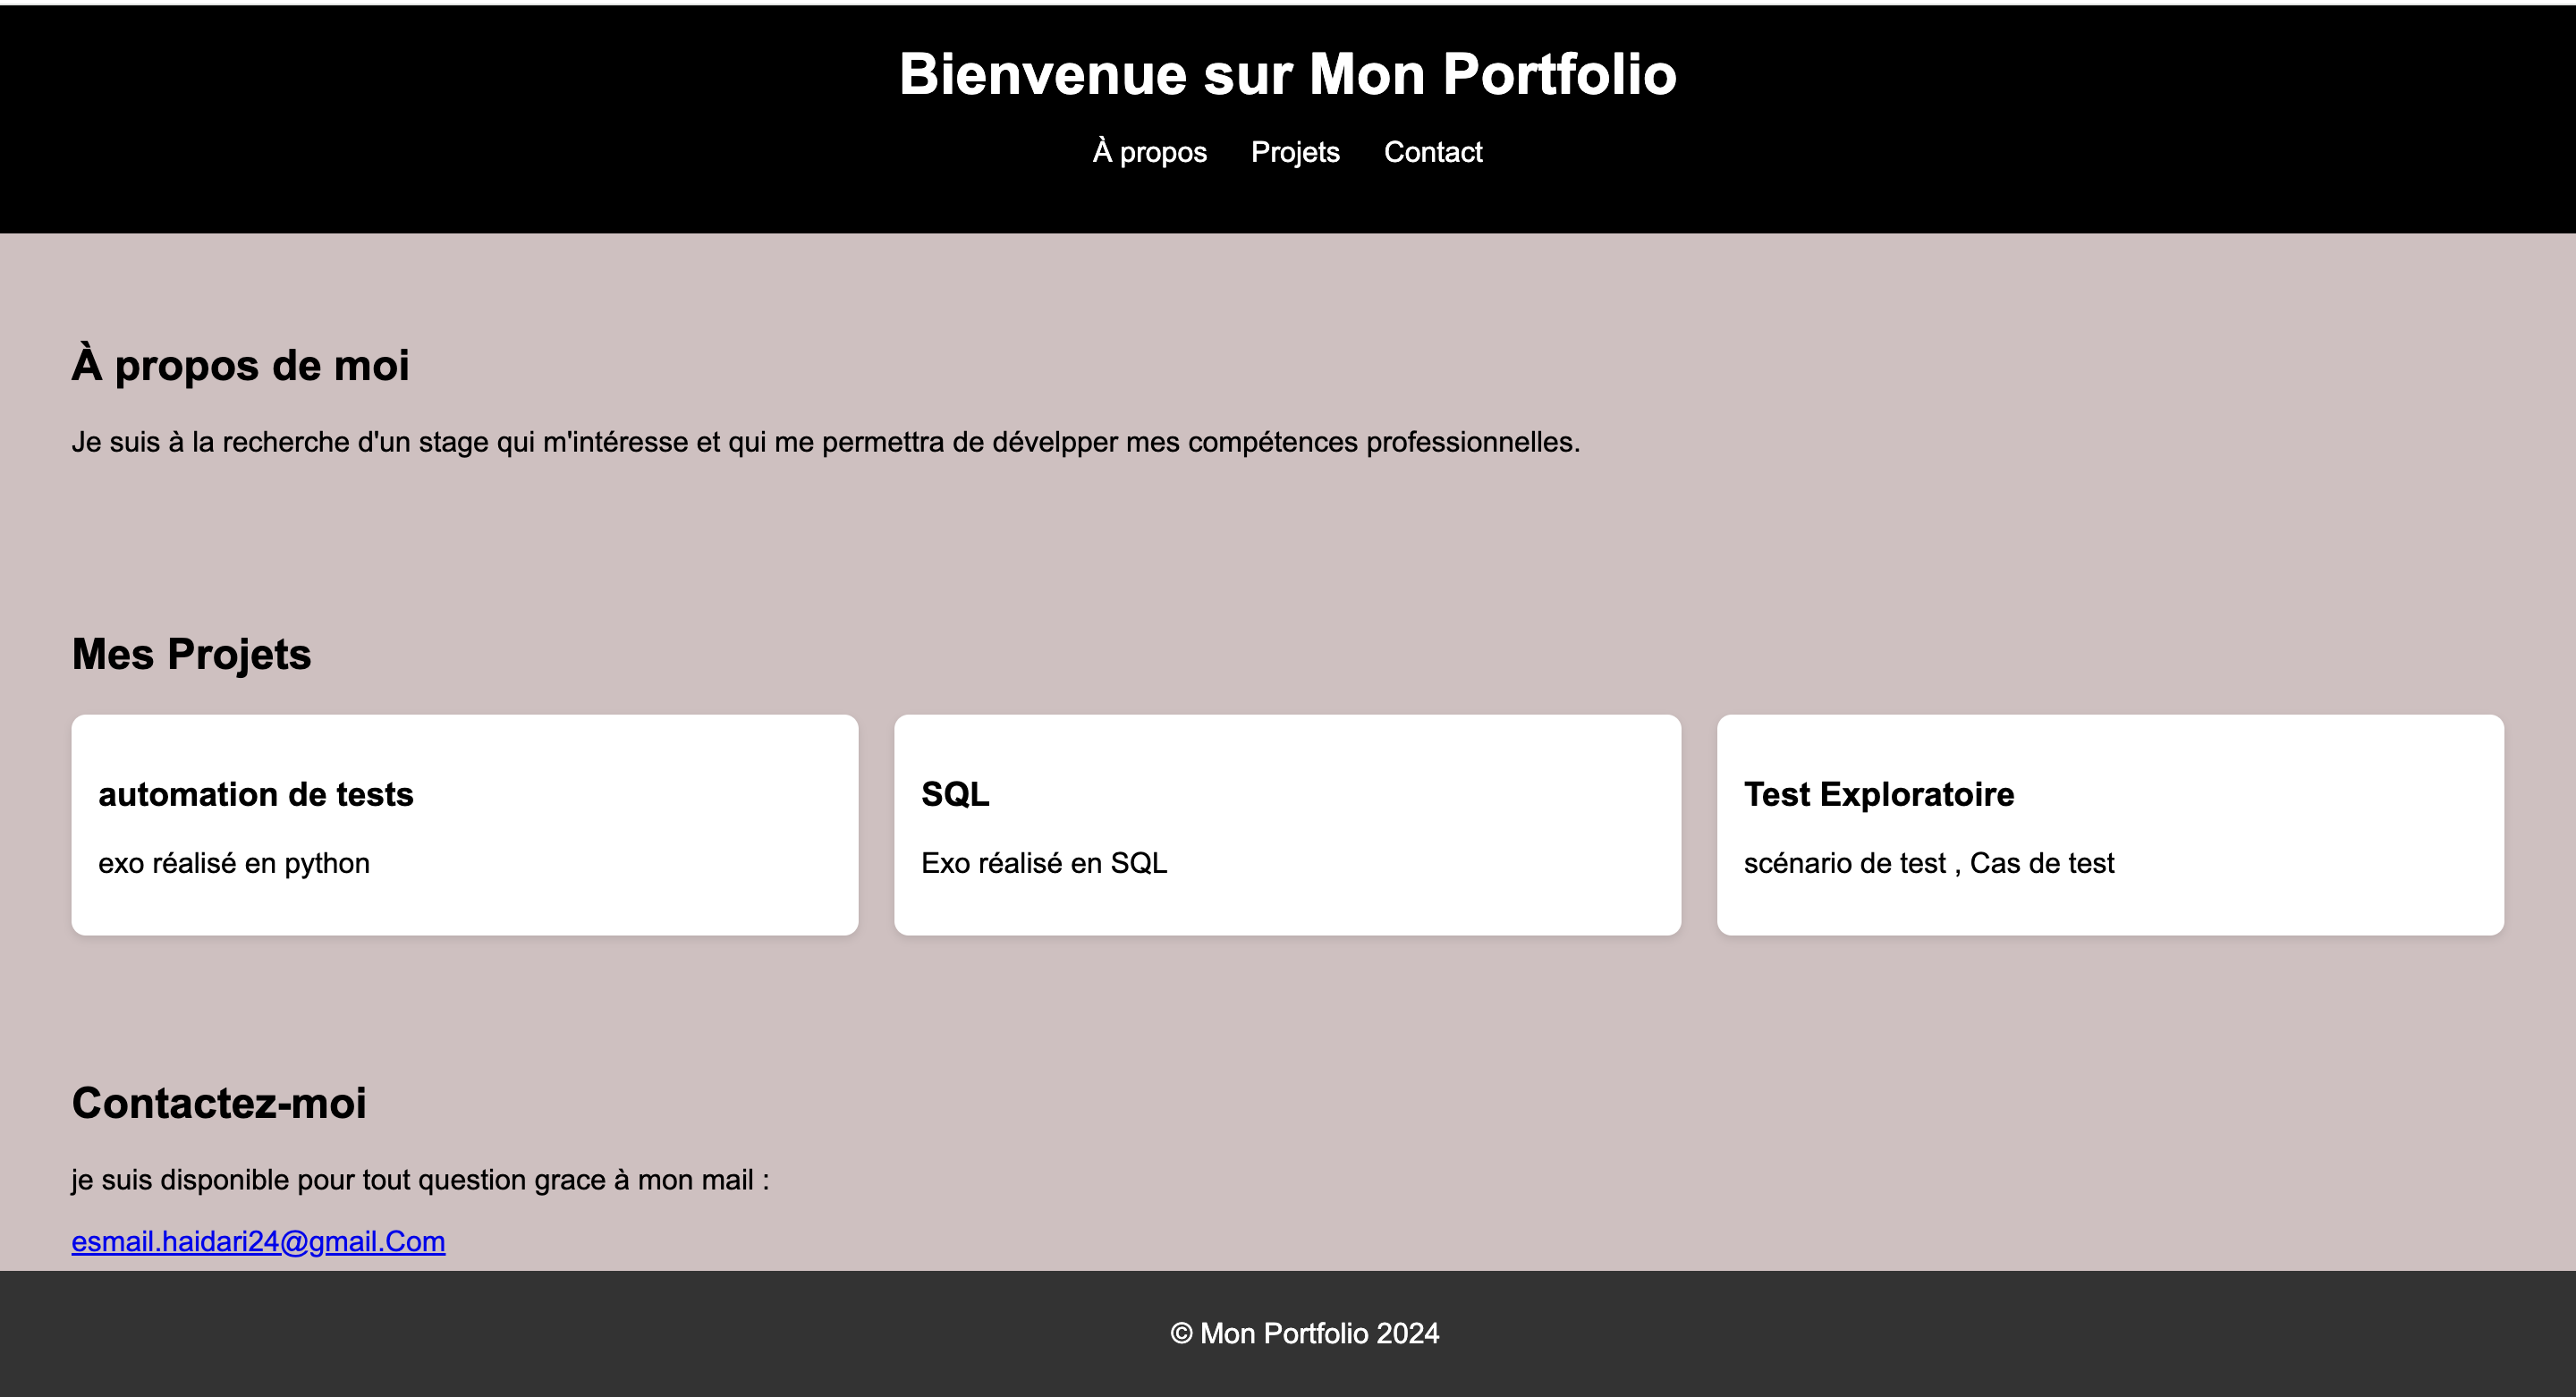 Bienvenue sur Mon Portfolio
À propos Projets Contact
À propos de moi
Je suis à la recherche d'un stage qui m'intéresse et qui me permettra de dévelpper mes compétences professionnelles.
Mes Projets
automation de tests
exo réalisé en python
SQL
Exo réalisé en SQL
Test Exploratoire
scénario de test , Cas de test
Contactez-moi
je suis disponible pour tout question grace à mon mail :
esmail.haidari24@gmail.Com
© Mon Portfolio 2024